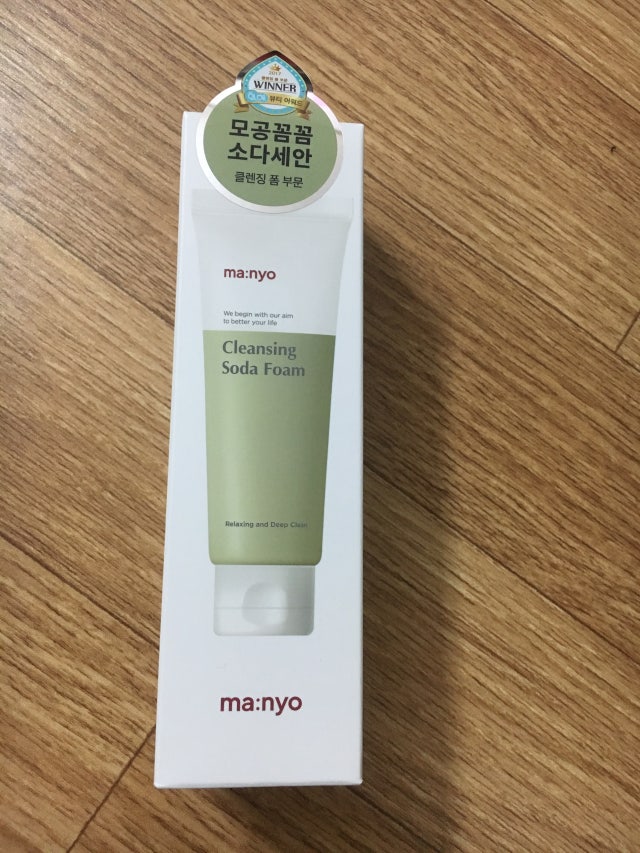 2017
WINNER
뷰티 어워드
모공꼼꼼
소다세안
클렌징 폼 부문
ma:nyo
We begin with our aim
to better your life
Cleansing
Soda Foam
Relaxing and Deep Clean
ma:nyo